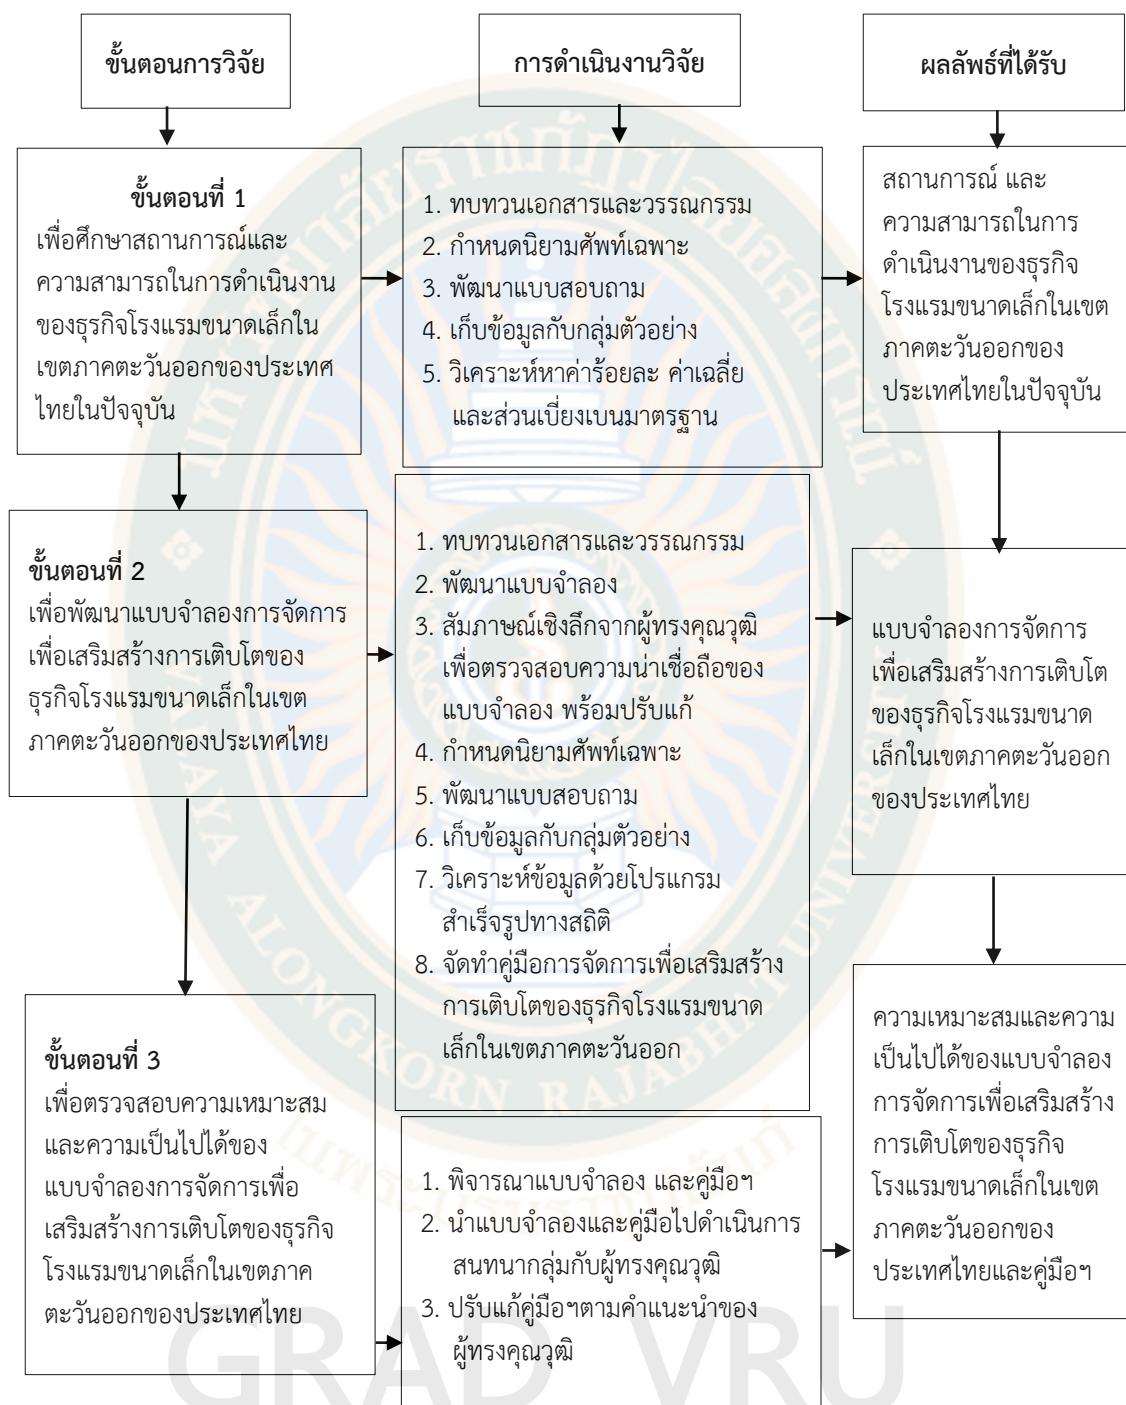 ขั้นตอนการวิจัย
การดำเนินงานวิจัย
ผลลัพธ์ที่ได้รับ
ขั้นตอนที่ 1
เพื่อศึกษาสถานการณ์และ
ความสามารถในการดำเนินงาน
ของธุรกิจโรงแรมขนาดเล็กใน
เขตภาคตะวันออกของประเทศ
ไทยในปัจจุบัน
1. ทบทวนเอกสารและวรรณกรรม
2. กำหนดนิยามศัพท์เฉพาะ
3. พัฒนาแบบสอบถาม
4. เก็บข้อมูลกับกลุ่มตัวอย่าง
5. วิเคราะห์หาค่าร้อยละ ค่าเฉลี่ย
และส่วนเบี่ยงเบนมาตรฐาน
สถานการณ์ และ
ความสามารถในการ
ดำเนินงานของธุรกิจ
โรงแรมขนาดเล็กในเขต
ภาคตะวันออกของ
ประเทศไทยในปัจจุบัน
ขั้นตอนที่ 2
เพื่อพัฒนาแบบจำลองการจัดการ
เพื่อเสริมสร้างการเติบโตของ
ธุรกิจโรงแรมขนาดเล็กในเขต
ภาคตะวันออกของประเทศไทย
1. ทบทวนเอกสารและวรรณกรรม
2. พัฒนาแบบจำลอง
3. สัมภาษณ์เชิงลึกจากผู้ทรงคุณวุฒิ
เพื่อตรวจสอบความน่าเชื่อถือของ
แบบจำลอง พร้อมปรับแก้
4. กำหนดนิยามศัพท์เฉพาะ
5. พัฒนาแบบสอบถาม
6. เก็บข้อมูลกับกลุ่มตัวอย่าง
7. วิเคราะห์ข้อมูลด้วยโปรแกรม
สำเร็จรูปทางสถิติ
8. จัดทำคู่มือการจัดการเพื่อเสริมสร้าง
การเติบโตของธุรกิจโรงแรมขนาด
เล็กในเขตภาคตะวันออก
แบบจำลองการจัดการ
เพื่อเสริมสร้างการเติบโต
ของธุรกิจโรงแรมขนาด
เล็กในเขตภาคตะวันออก
ของประเทศไทย
ขั้นตอนที่ 3
เพื่อตรวจสอบความเหมาะสม
และความเป็นไปได้ของ
แบบจำลองการจัดการเพื่อ
เสริมสร้างการเติบโตของธุรกิจ
โรงแรมขนาดเล็กในเขตภาค
ตะวันออกของประเทศไทย
1. พิจารณาแบบจำลอง และคู่มือฯ
2. นำแบบจำลองและคู่มือไปดำเนินการ
สนทนากลุ่มกับผู้ทรงคุณวุฒิ
3. ปรับแก้คู่มือฯตามคำแนะนำของ
ผู้ทรงคุณวุฒิ
ความเหมาะสมและความ
เป็นไปได้ของแบบจำลอง
การจัดการเพื่อเสริมสร้าง
การเติบโตของธุรกิจ
โรงแรมขนาดเล็กในเขต
ภาคตะวันออกของ
ประเทศไทยและคู่มือฯ
GRAD VRU